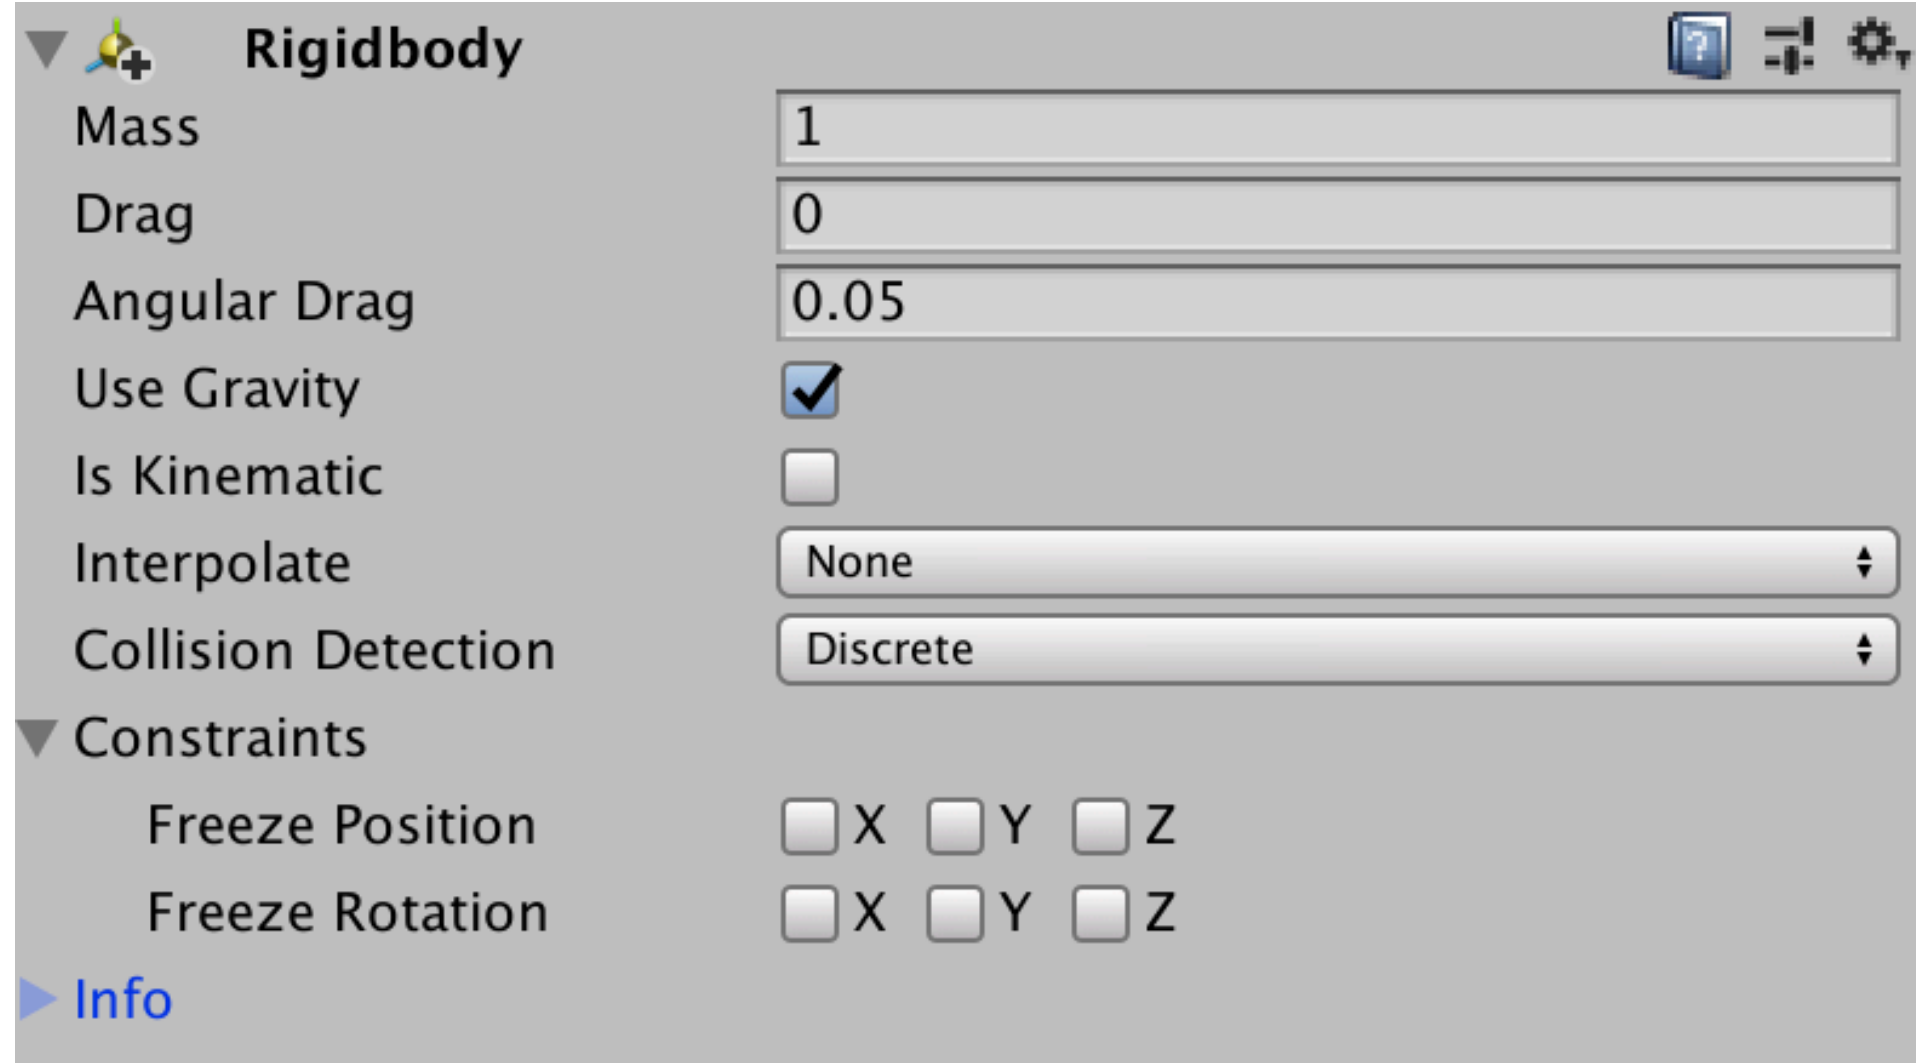 Rigidbody
Mass 1
Drag 0
Angular Drag 0.05
Use Gravity
Is Kinematic
Interpolate None
Collision Detection Discrete
Constraints
Freeze Position X Y Z
Freeze Rotation X Y Z
Info